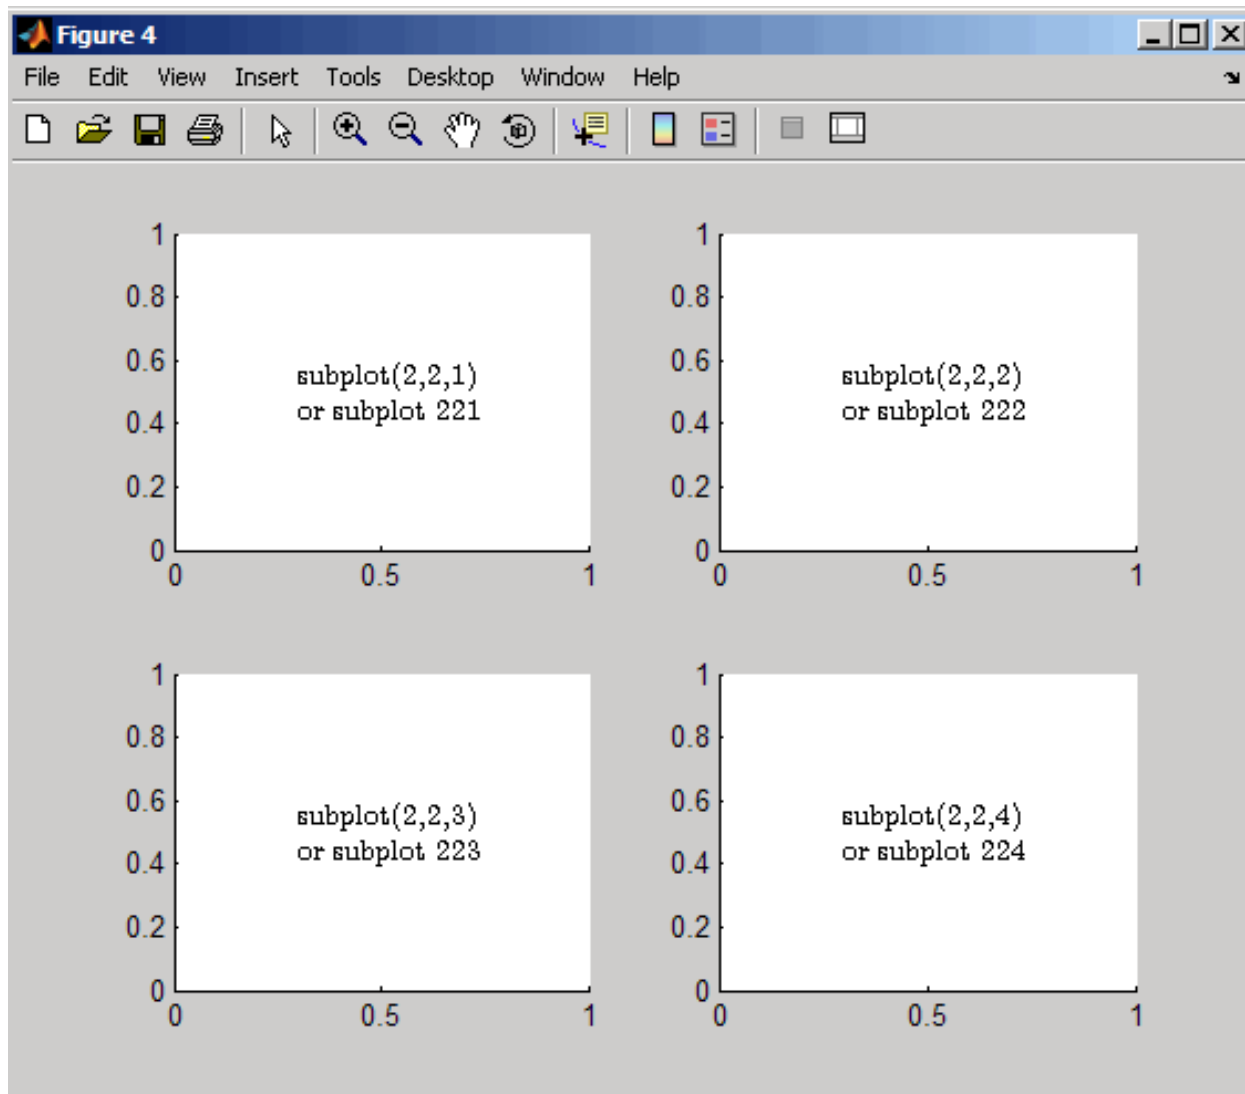 Figure 4
File Edit View Insert Tools Desktop Window Help
1
0.8
0.6
0.4
0.2
0
0 0.5 1
subplot(2,2,1)
or subplot 221
1
0.8
0.6
0.4
0.2
0
0 0.5 1
subplot(2,2,2)
or subplot 222
1
0.8
0.6
0.4
0.2
0
0 0.5 1
subplot(2,2,3)
or subplot 223
1
0.8
0.6
0.4
0.2
0
0 0.5 1
subplot(2,2,4)
or subplot 224